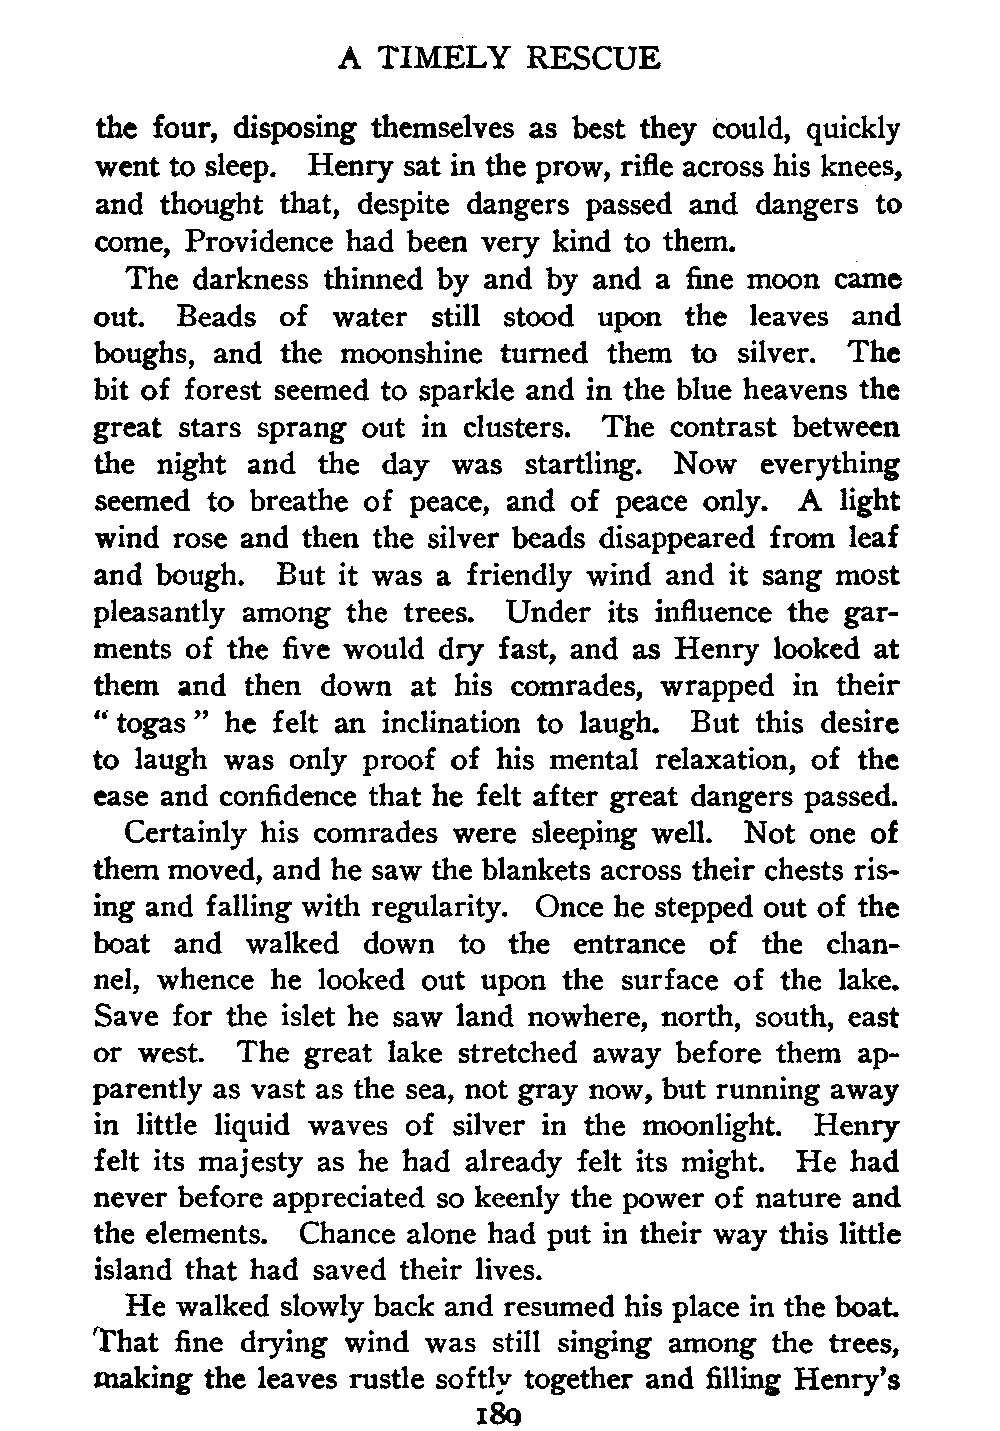 A TIMELY RESCUE
the four, disposing themselves as best they could, quickly
went to sleep. Henry sat in the prow, rifle across his knees,
and thought that, despite dangers passed and dangers to
come, Providence had been very kind to them.
The darkness thinned by and by and a fine moon came
out. Beads of water still stood upon the leaves and
boughs, and the moonshine turned them to silver. The
bit of forest seemed to sparkle and in the blue heavens the
great stars sprang out in clusters. The contrast between
the night and the day was startling. Now everything
seemed to breathe of peace, and of peace only. A light
wind rose and then the silver beads disappeared from leaf
and bough. But it was a friendly wind and it sang most
pleasantly among the trees. Under its influence the gar-
ments of the five would dry fast, and as Henry looked at
them and then down at his comrades, wrapped in their
“ togas ” he felt an inclination to laugh. But this desire
to laugh was only proof of his mental relaxation, of the
ease and confidence that he felt after great dangers passed.
Certainly his comrades were sleeping well. Not one of
them moved, and he saw the blankets across their chests ris-
ing and falling with regularity. Once he stepped out of the
boat and walked down to the entrance of the chan-
nel, whence he looked out upon the surface of the lake.
Save for the islet he saw land nowhere, north, south, east
or west. The great lake stretched away before them ap-
parently as vast as the sea, not gray now, but running away
in little liquid waves of silver in the moonlight. Henry
felt its majesty as he had already felt its might. He had
never before appreciated so keenly the power of nature and
the elements. Chance alone had put in their way this little
island that had saved their lives.
He walked slowly back and resumed his place in the boat.
That fine drying wind was still singing among the trees,
making the leaves rustle softly together and filling Henry's
189